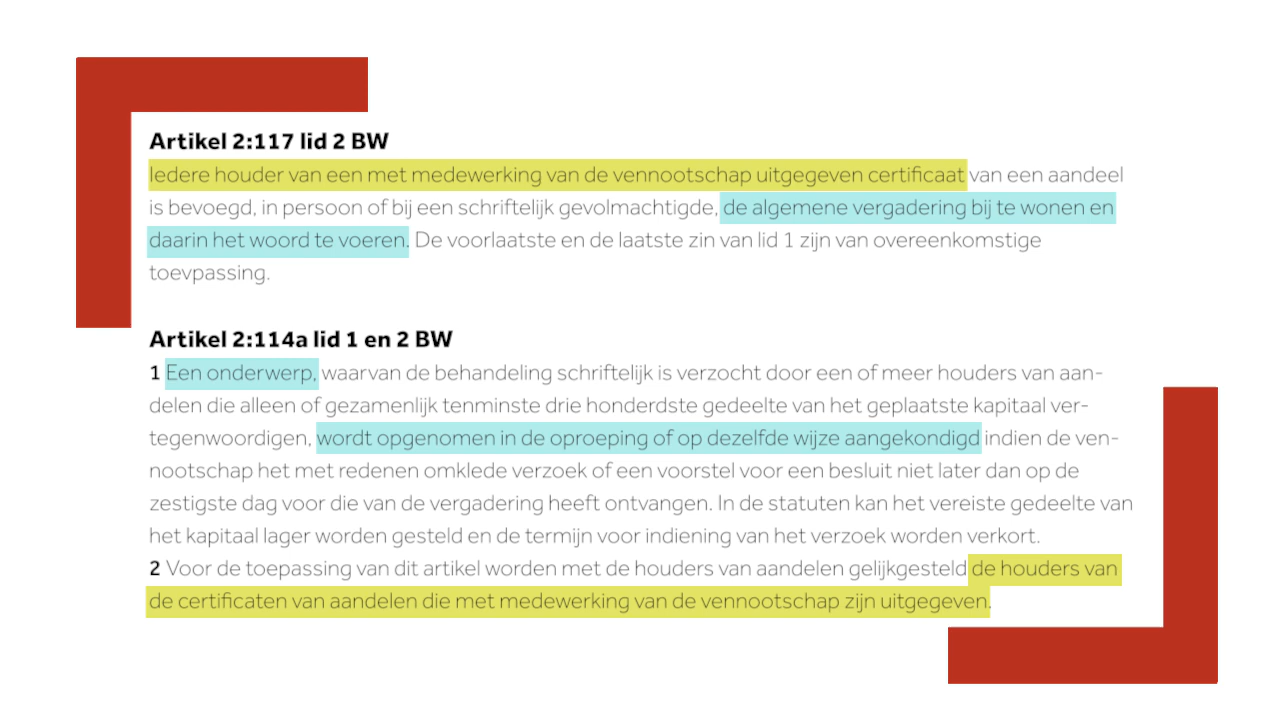 Artikel 2:117 lid 2 BW
Iedere houder van een met medewerking van de vennootschap uitgegeven certificaat van een aandeel
is bevoegd, in persoon of bij een schriftelijk gevolmachtigde, de algemene vergadering bij te wonen en
daarin het woord te voeren. De voorlaatste en de laatste zin van lid 1 zijn van overeenkomstige
toevpassing.
Artikel 2:114a lid 1 en 2 BW
1 Een onderwerp, waarvan de behandeling schriftelijk is verzocht door een of meer houders van aan-
delen die alleen of gezamenlijk tenminste drie honderdste gedeelte van het geplaatste kapitaal ver-
tegenwoordigen, wordt opgenomen in de oproeping of op dezelfde wijze aangekondigd indien de ven-
nootschap het met redenen omklede verzoek of een voorstel voor een besluit niet later dan op de
zestigste dag voor die van de vergadering heeft ontvangen. In de statuten kan het vereiste gedeelte van
het kapitaal lager worden gesteld en de termijn voor indiening van het verzoek worden verkort.
2 Voor de toepassing van dit artikel worden met de houders van aandelen gelijkgesteld de houders van
de certificaten van aandelen die met medewerking van de vennootschap zijn uitgegeven.